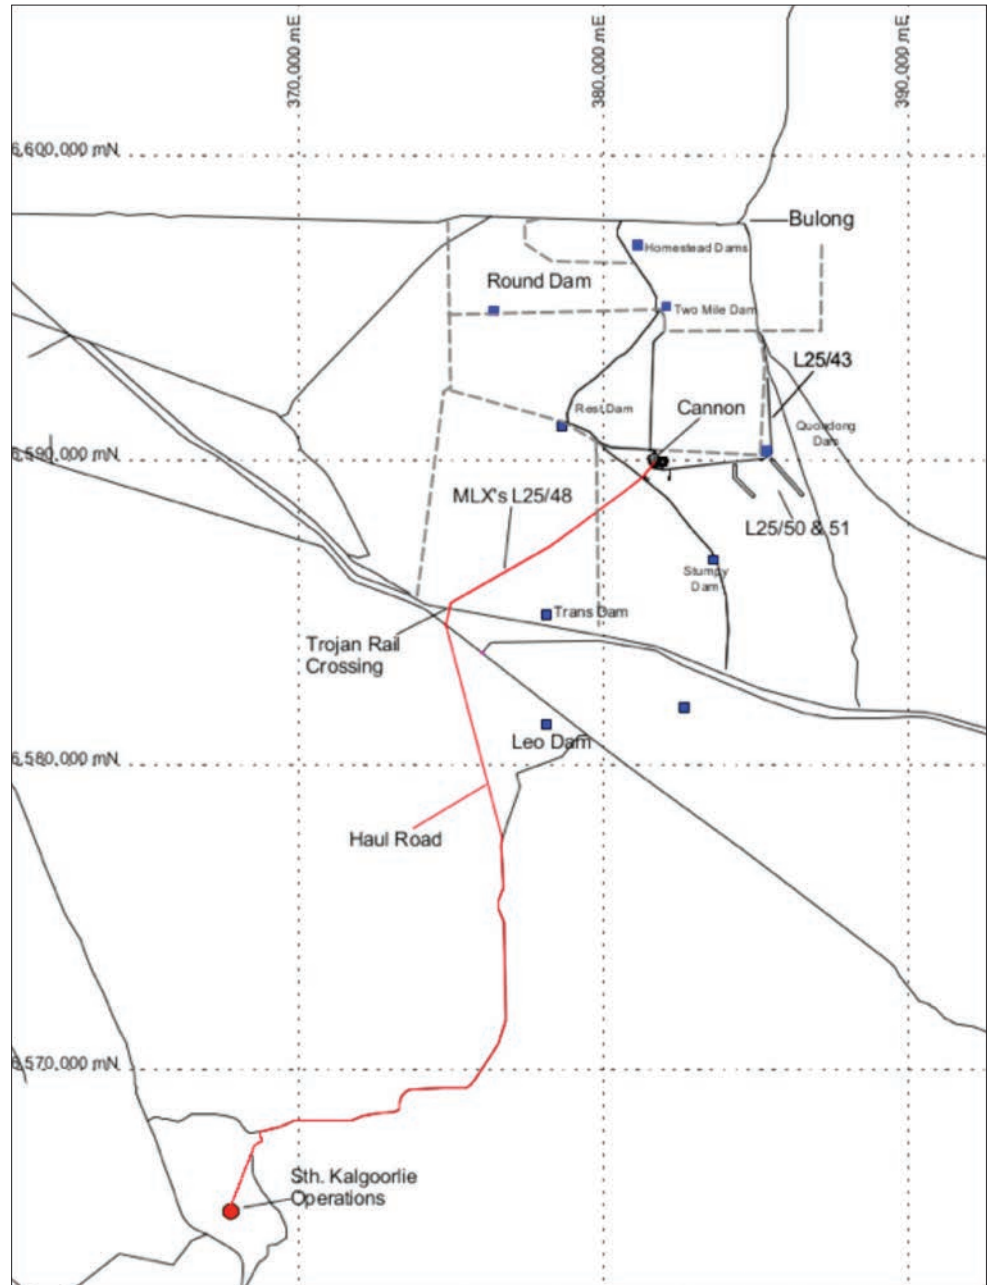 370,000 mE
380,000 mE
390,000 mE
6,600,000 mN
Bulong
Homestead Dams
Round Dam
Two Mile Dam
L25/43
Rest Dam
Cannon
Quoindong
Dam
6,590,000 mN
MLX's L25/48
L25/50 & 51
Stumpy
Dam
Trans Dam
Trojan Rail
Crossing
Leo Dam
6,580,000 mN
Haul Road
6,570,000 mN
Sth. Kalgoorlie
Operations